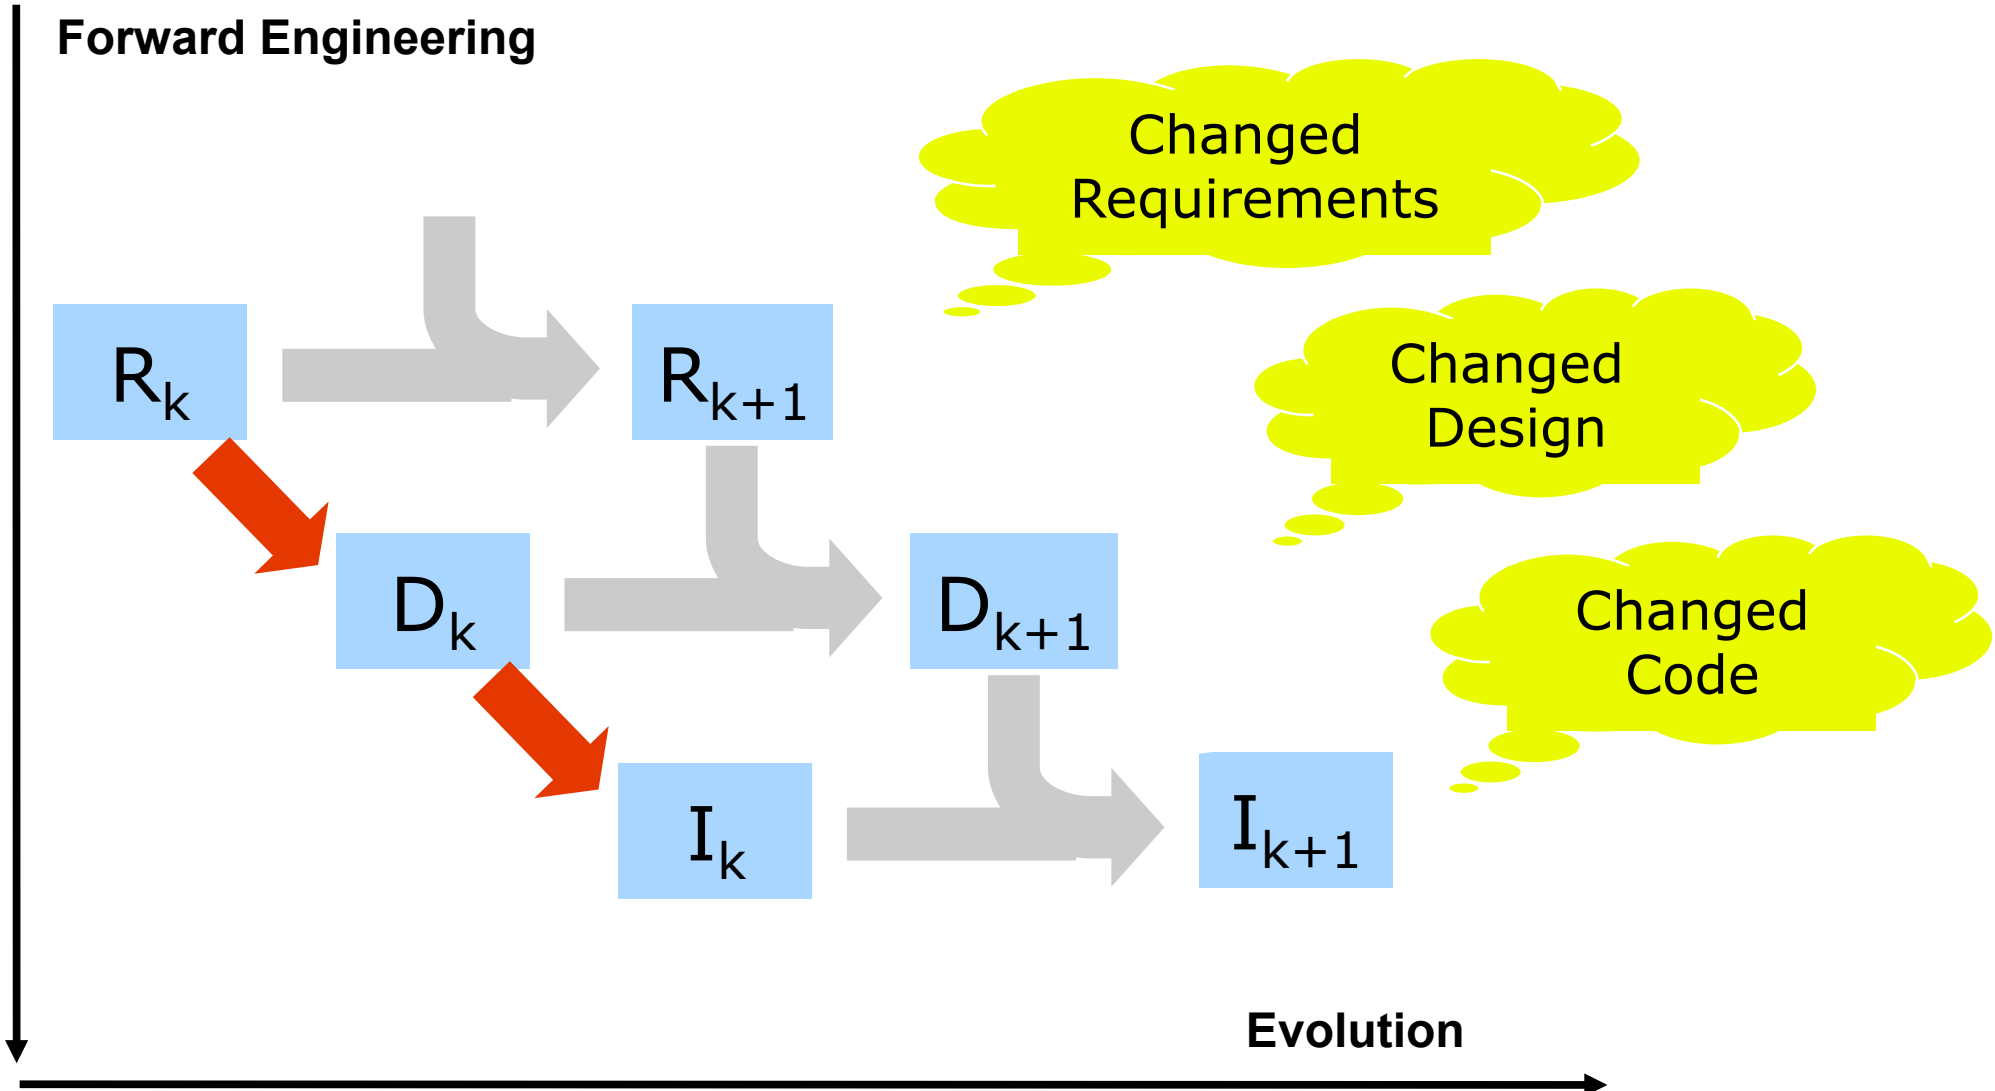 Forward Engineering
Changed
Requirements
Rk
Rk+1
Changed
Design
Dk
Dk+1
Changed
Code
Ik
Ik+1
Evolution